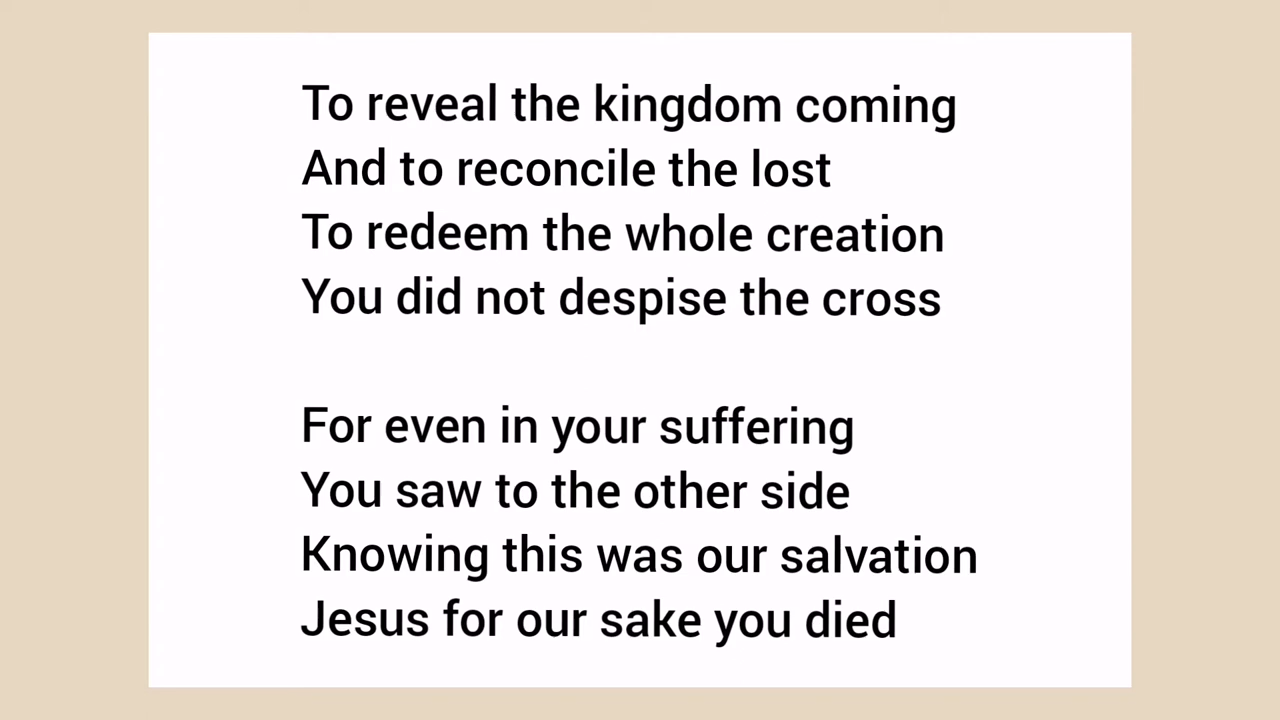 To reveal the kingdom coming
And to reconcile the lost
To redeem the whole creation
You did not despise the cross
For even in your suffering
You saw to the other side
Knowing this was our salvation
Jesus for our sake you died